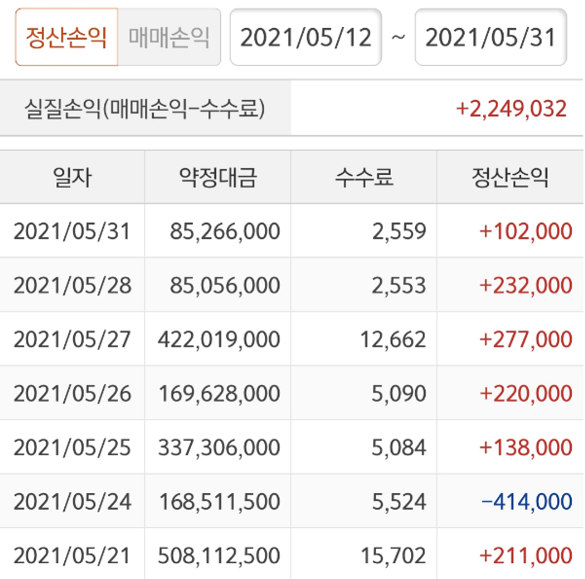 정산손익 매매손익 2021/05/12 ~ 2021/05/31
실질손익(매매손익-수수료) +2,249,032
일자 약정대금 수수료 정산손익
2021/05/31 85,266,000 2,559 +102,000
2021/05/28 85,056,000 2,553 +232,000
2021/05/27 422,019,000 12,662 +277,000
2021/05/26 169,628,000 5,090 +220,000
2021/05/25 337,306,000 5,084 +138,000
2021/05/24 168,511,500 5,524 -414,000
2021/05/21 508,112,500 15,702 +211,000